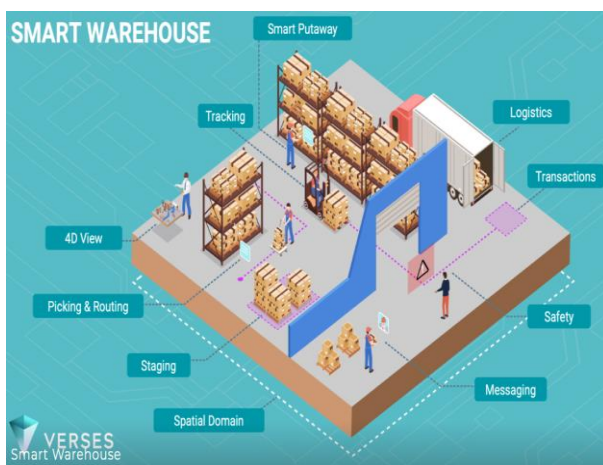 SMART WAREHOUSE
Smart Putaway
Tracking
Logistics
Transactions
4D View
Picking & Routing
Safety
Staging
Messaging
Spatial Domain
VERSES
Smart Warehouse